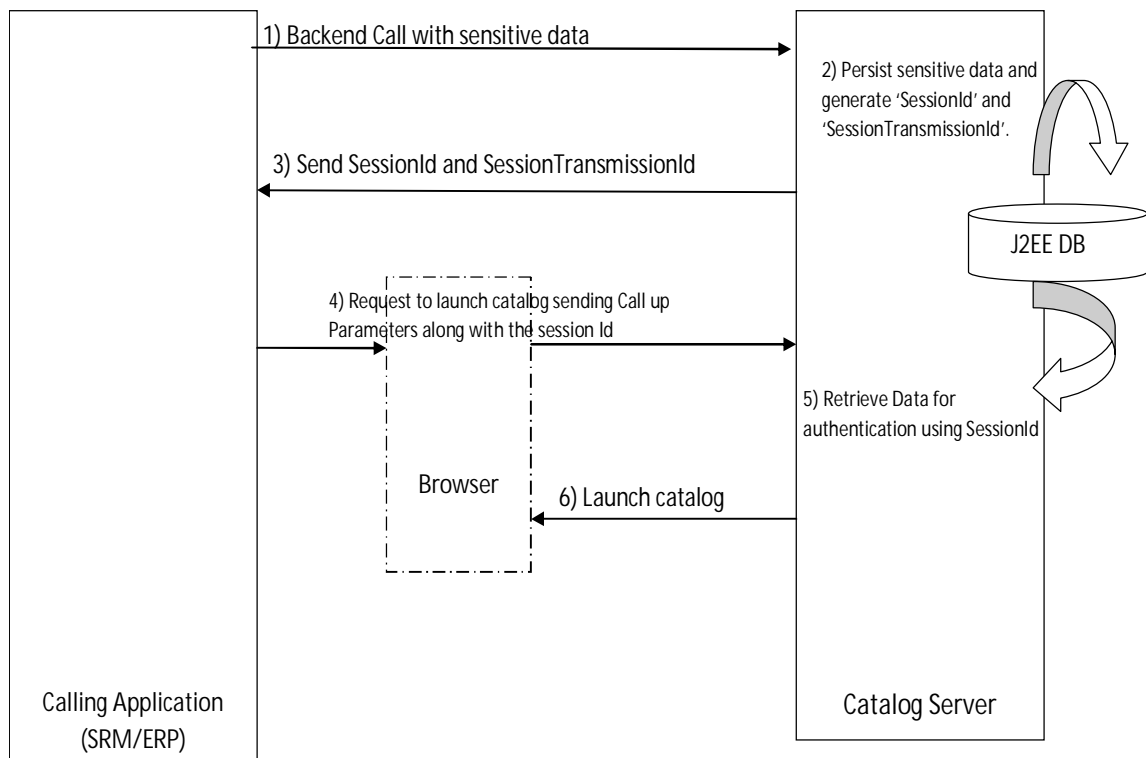 1) Backend Call with sensitive data
2) Persist sensitive data and
generate ‘SessionId’ and
‘SessionTransmissionId’.
3) Send SessionId and SessionTransmissionId
J2EE DB
4) Request to launch catalog sending Call up
Parameters along with the session Id
5) Retrieve Data for
authentication using SessionId
Browser
6) Launch catalog
Calling Application
(SRM/ERP)
Catalog Server